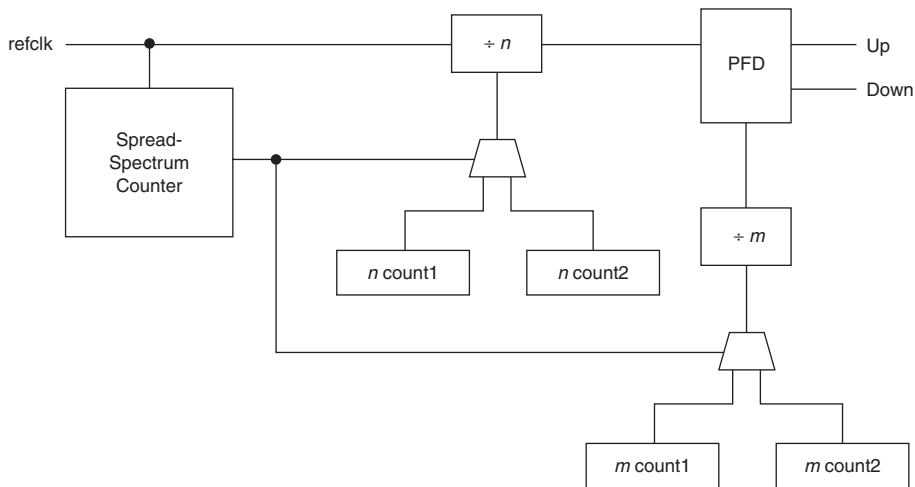 refclk
÷ n
PFD
Up
Down
Spread-
Spectrum
Counter
n count1
n count2
÷ m
m count1
m count2